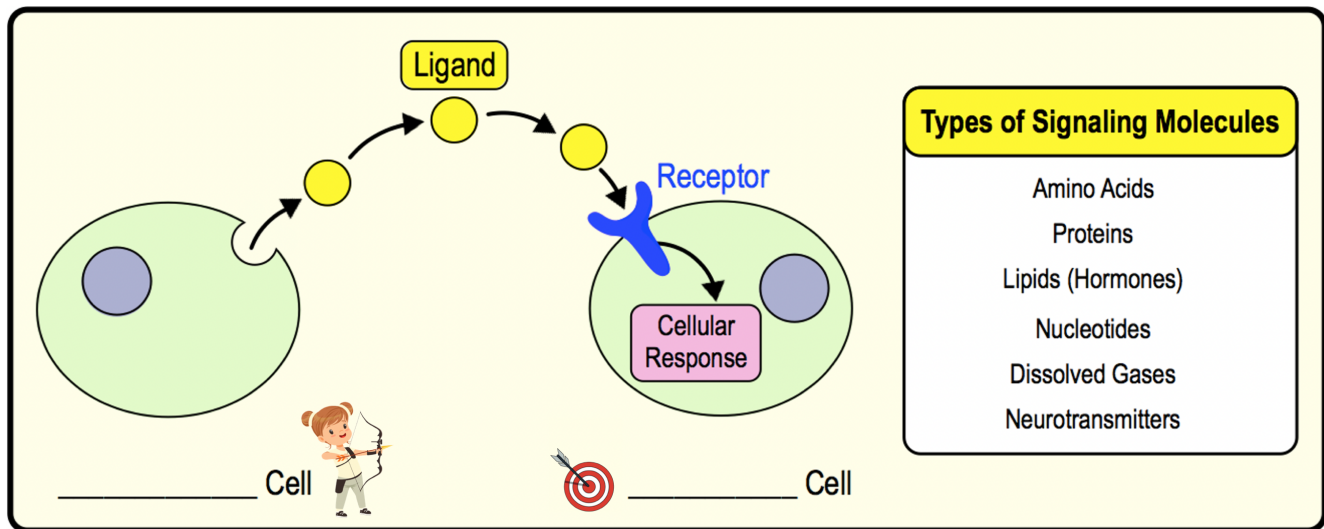 Ligand
Receptor
Cellular
Response
____________ Cell
__________ Cell
Types of Signaling Molecules
Amino Acids
Proteins
Lipids (Hormones)
Nucleotides
Dissolved Gases
Neurotransmitters